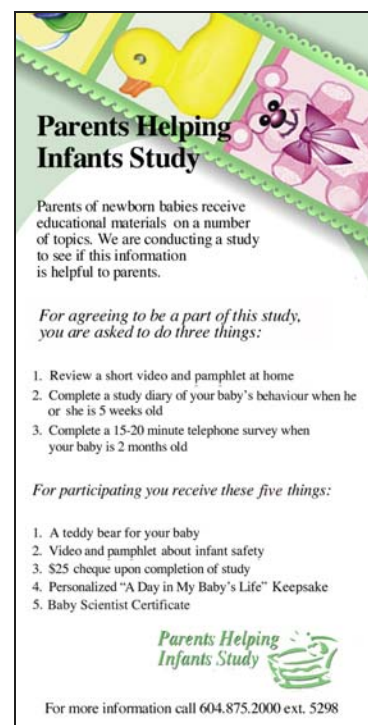 Parents Helping
Infants Study
Parents of newborn babies receive
educational materials on a number
of topics. We are conducting a study
to see if this information
is helpful to parents.
For agreeing to be a part of this study,
you are asked to do three things:
1. Review a short video and pamphlet at home
2. Complete a study diary of your baby's behaviour when he
or she is 5 weeks old
3. Complete a 15-20 minute telephone survey when
your baby is 2 months old
For participating you receive these five things:
1. A teddy bear for your baby
2. Video and pamphlet about infant safety
3. $25 cheque upon completion of study
4. Personalized “A Day in My Baby's Life” Keepsake
5. Baby Scientist Certificate
Parents Helping
Infants Study
For more information call 604.875.2000 ext. 5298